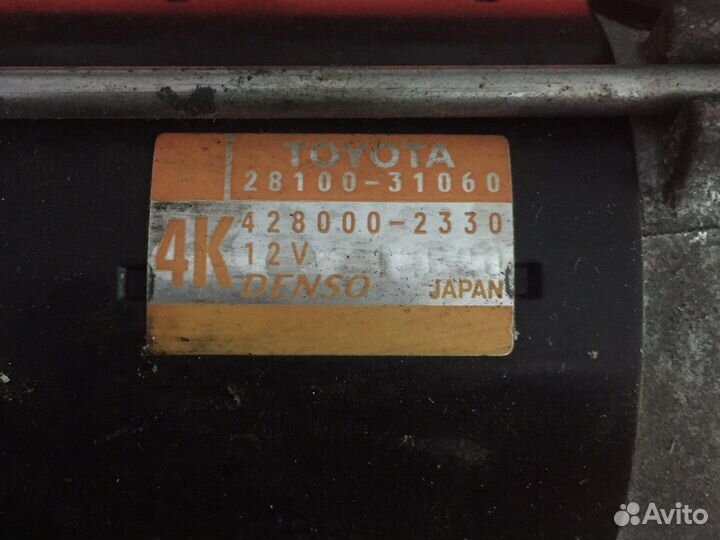 TOYOTA
28100-31060
4K
428000-2330
12V
DENSO JAPAN
Avito